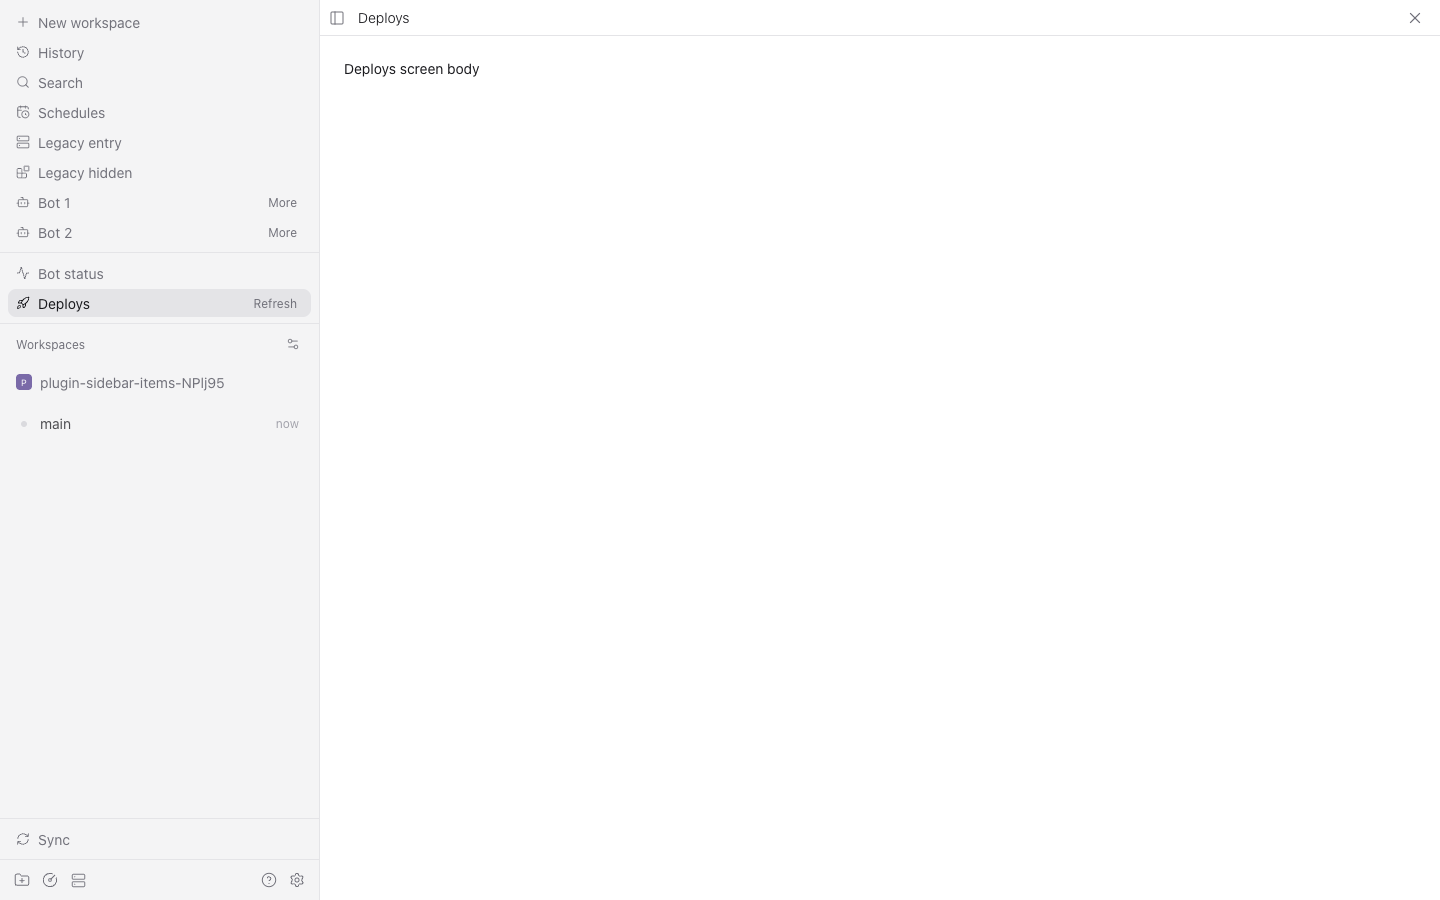 New workspace
History
Search
Schedules
Legacy entry
Legacy hidden
Bot 1 More
Bot 2 More
Bot status
Deploys Refresh
Workspaces
P plugin-sidebar-items-NPlj95
main now
Sync
Deploys
Deploys screen body